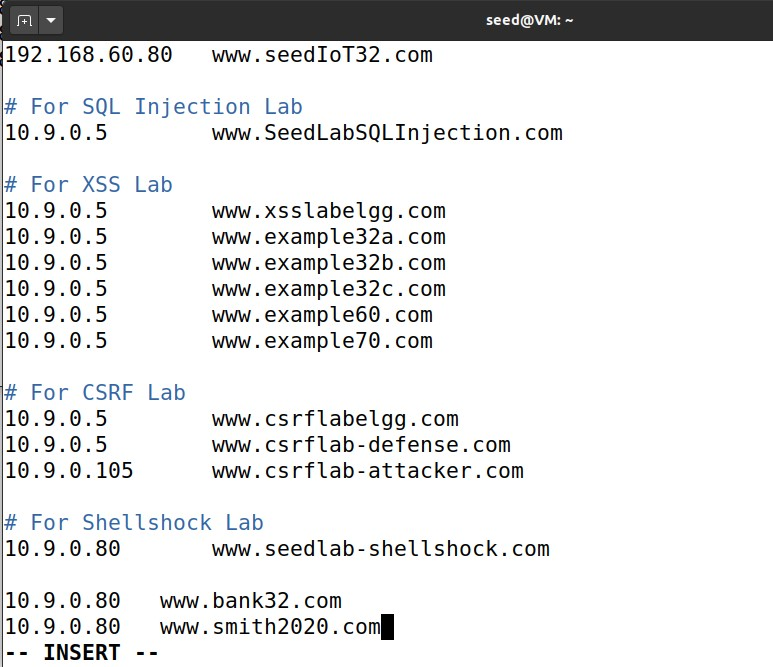 seed@VM: ~
192.168.60.80   www.seedIoT32.com
# For SQL Injection Lab
10.9.0.5        www.SeedLabSQLInjection.com
# For XSS Lab
10.9.0.5        www.xsslabelgg.com
10.9.0.5        www.example32a.com
10.9.0.5        www.example32b.com
10.9.0.5        www.example32c.com
10.9.0.5        www.example60.com
10.9.0.5        www.example70.com
# For CSRF Lab
10.9.0.5        www.csrflabelgg.com
10.9.0.5        www.csrflab-defense.com
10.9.0.105      www.csrflab-attacker.com
# For Shellshock Lab
10.9.0.80       www.seedlab-shellshock.com
10.9.0.80   www.bank32.com
10.9.0.80   www.smith2020.com
-- INSERT --